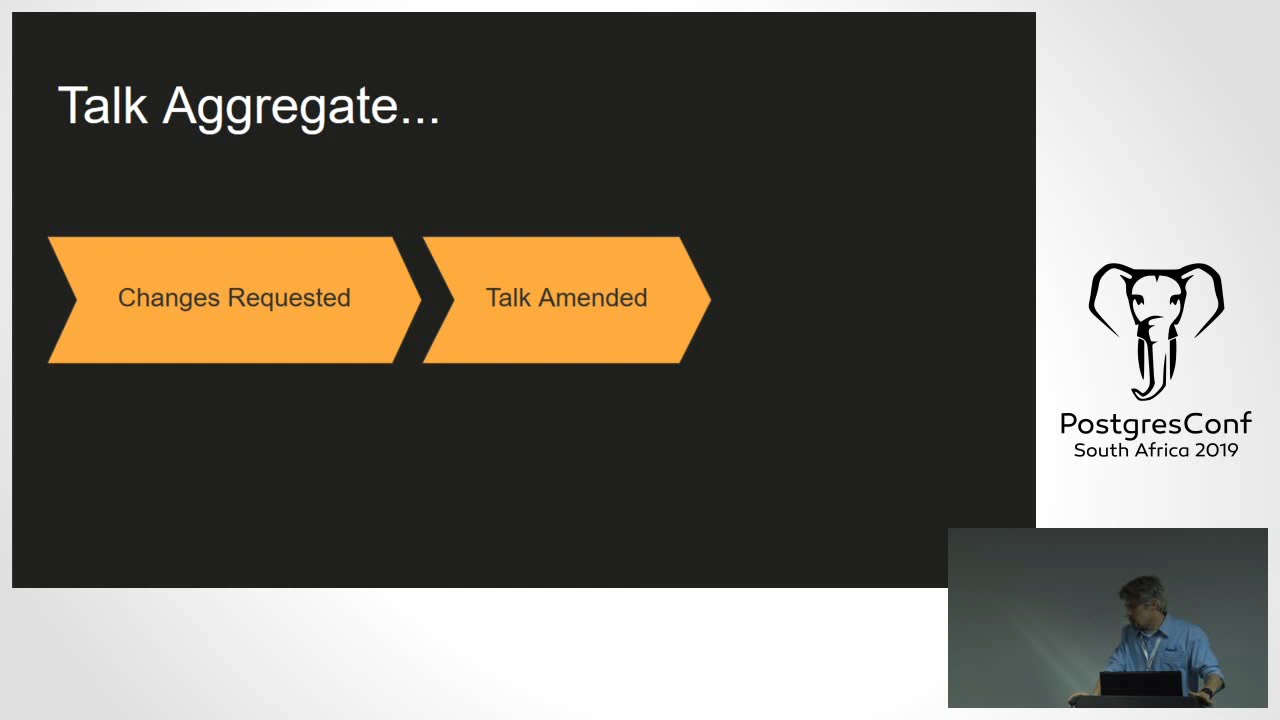 Talk Aggregate...
Changes Requested
Talk Amended
PostgresConf
South Africa 2019